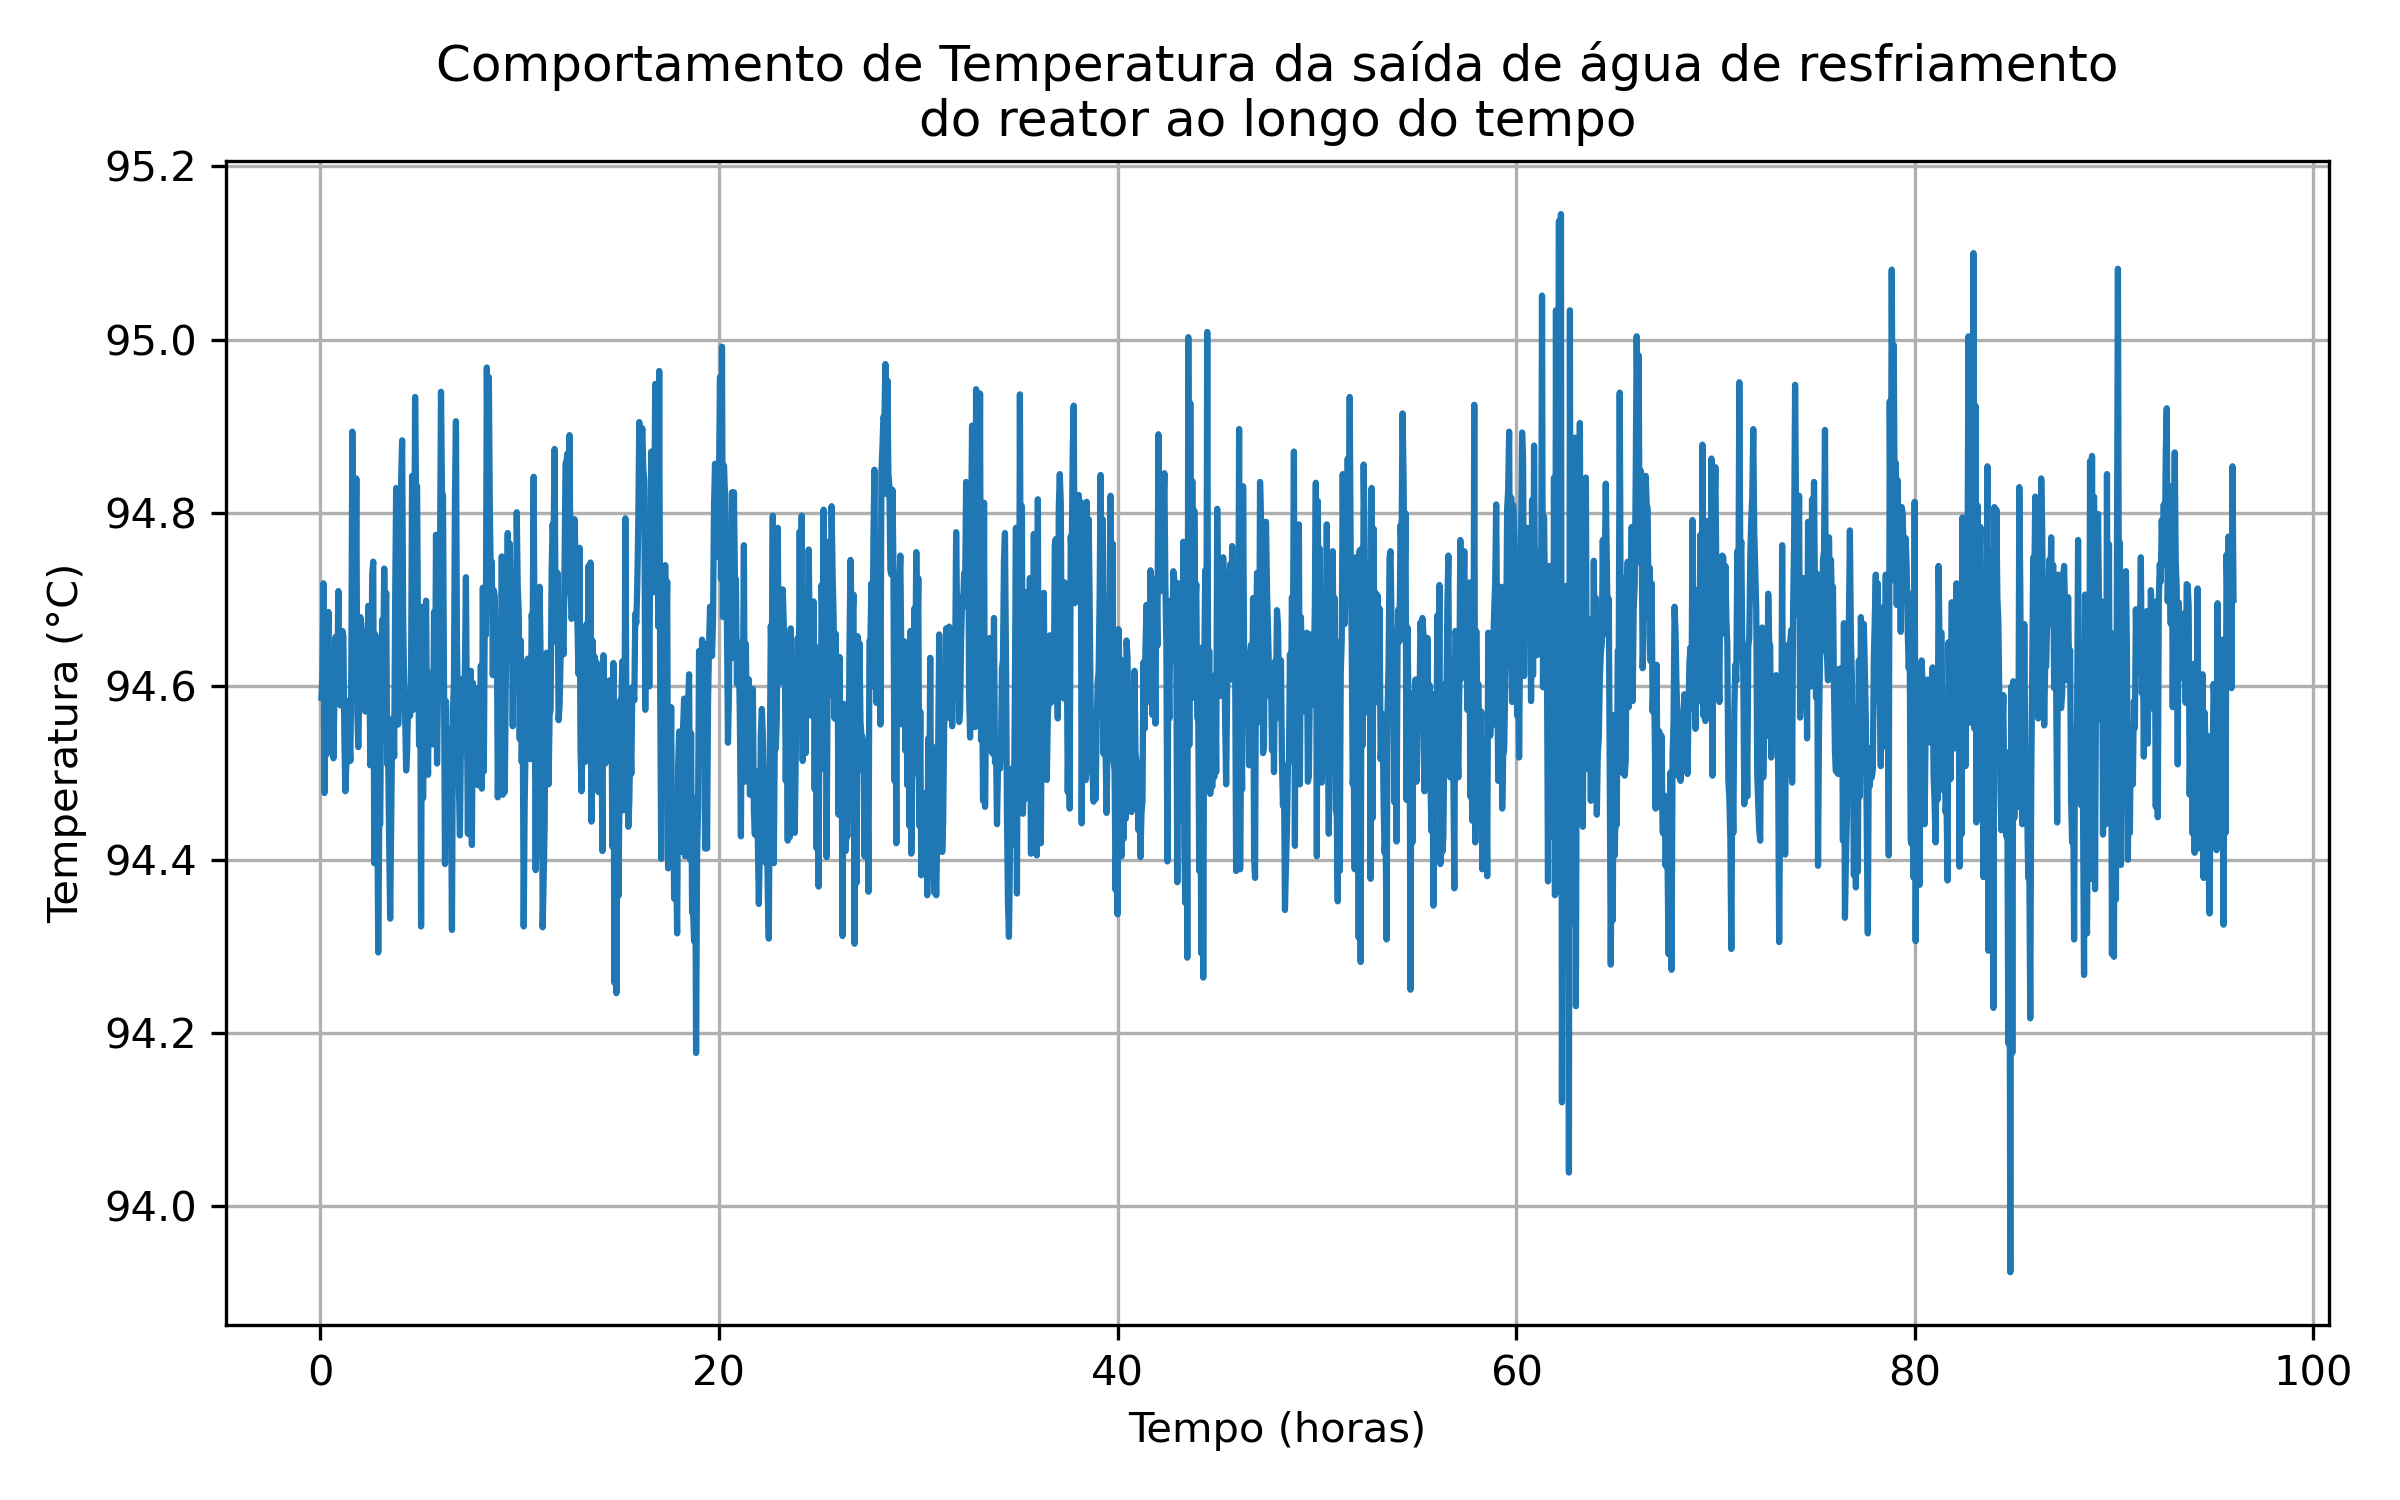 Comportamento de Temperatura da saída de água de resfriamento
do reator ao longo do tempo
95.2
95.0
94.8
94.6
94.4
94.2
94.0
Temperatura (°C)
0 20 40 60 80 100
Tempo (horas)